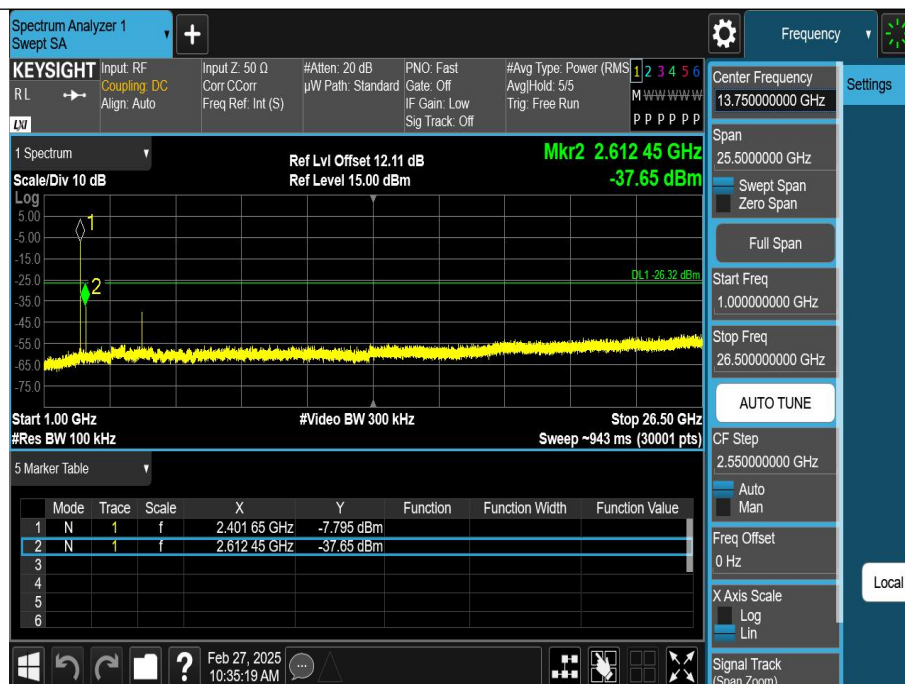 Spectrum Analyzer 1
Swept SA
Frequency
KEYSIGHT
RL
LXI
Input: RF
Coupling: DC
Align: Auto
Input Z: 50 Ω
Corr CCorr
Freq Ref: Int (S)
#Atten: 20 dB
µW Path: Standard
PNO: Fast
Gate: Off
IF Gain: Low
Sig Track: Off
#Avg Type: Power (RMS
Avg|Hold: 5/5
Trig: Free Run
1 2 3 4 5 6
M W W W W W
P P P P P P
1 Spectrum
Scale/Div 10 dB
Ref Lvl Offset 12.11 dB
Ref Level 15.00 dBm
Mkr2 2.612 45 GHz
-37.65 dBm
Log
5.00
-5.00
-15.0
-25.0
-35.0
-45.0
-55.0
-65.0
-75.0
1
2
DL1 -26.32 dBm
Start 1.00 GHz
#Res BW 100 kHz
#Video BW 300 kHz
Stop 26.50 GHz
Sweep ~943 ms (30001 pts)
5 Marker Table
Mode Trace Scale X Y Function Function Width Function Value
1 N 1 f 2.401 65 GHz -7.795 dBm
2 N 1 f 2.612 45 GHz -37.65 dBm
3
4
5
6
Feb 27, 2025
10:35:19 AM
Center Frequency
13.750000000 GHz
Settings
Span
25.5000000 GHz
Swept Span
Zero Span
Full Span
Start Freq
1.000000000 GHz
Stop Freq
26.500000000 GHz
AUTO TUNE
CF Step
2.550000000 GHz
Auto
Man
Freq Offset
0 Hz
Local
X Axis Scale
Log
Lin
Signal Track
(Span Zoom)